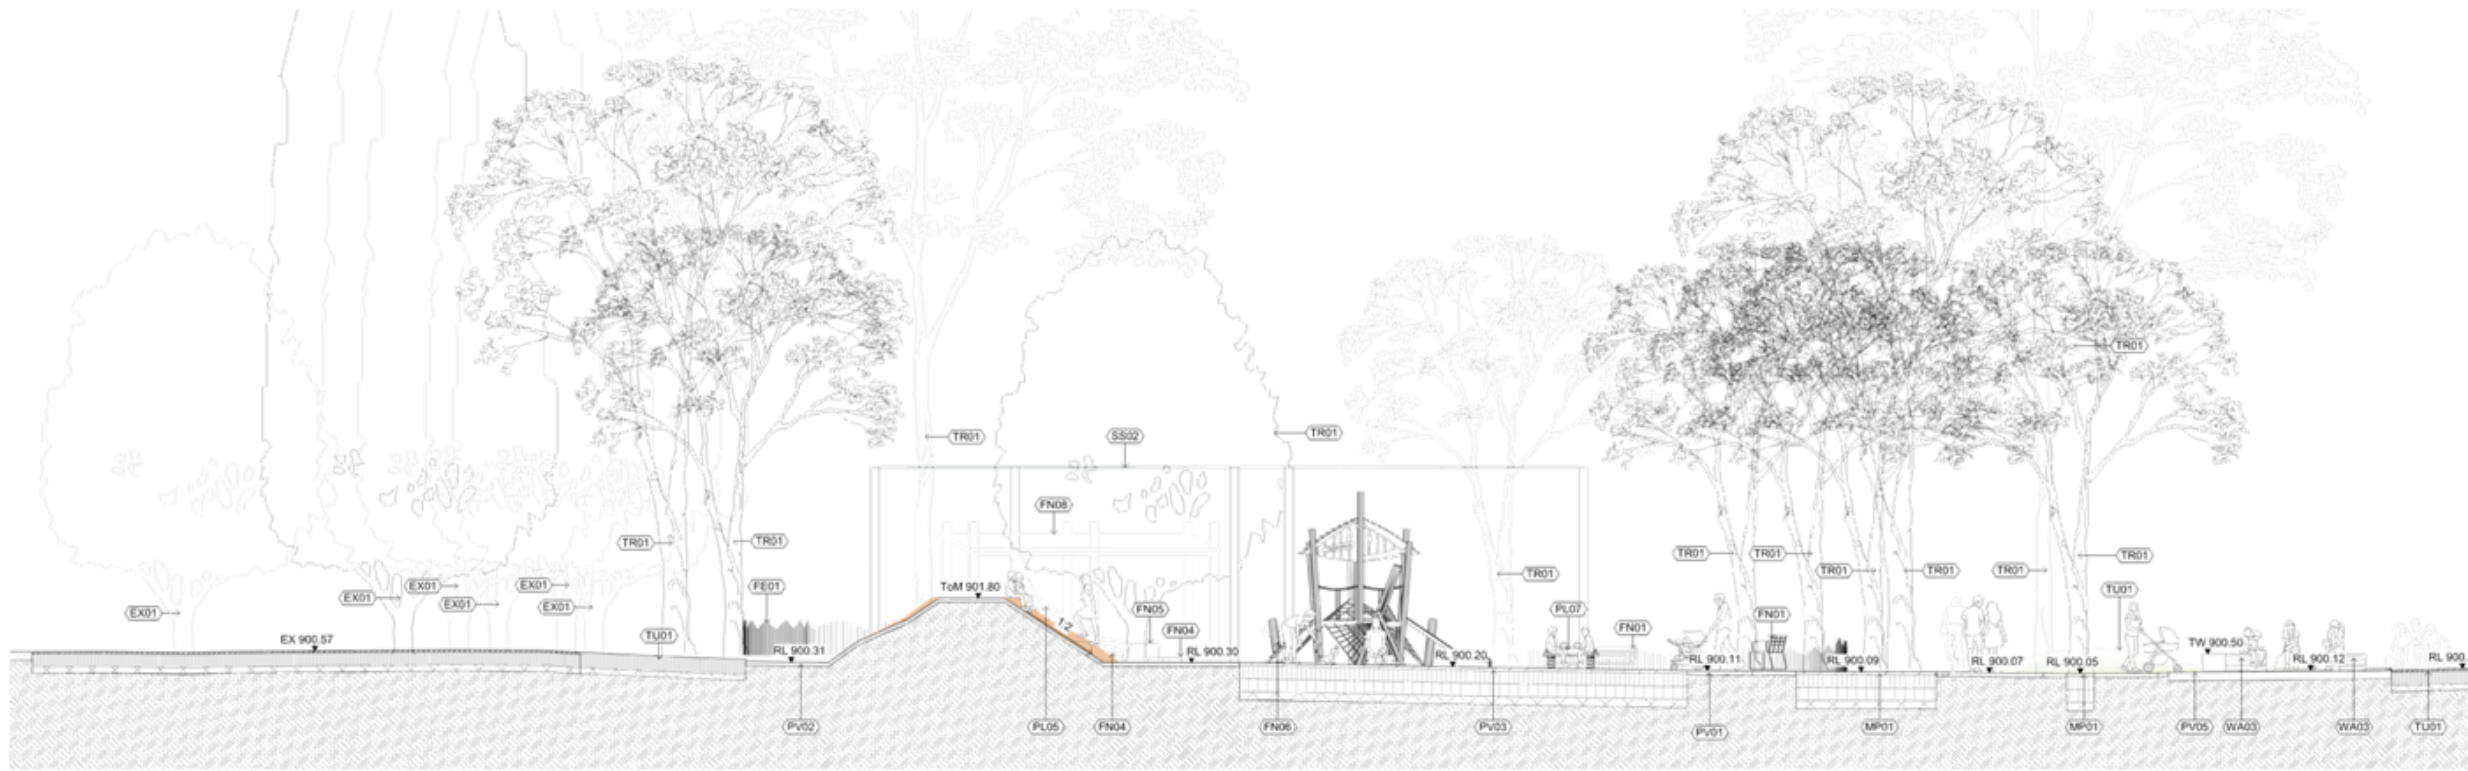 TR01
TR01
SS02
TR01
FN08
TR01
TR01
TR01
TR01
TR01
TR01
TR01
TR01
TR01
TR01
EX01
EX01
EX01
EX01
EX01
EX01
FE01
ToM 901.80
FN05
PL07
FN01
FN01
TU01
1:2
FN04
TU01
EX 900.57
RL 900.31
RL 900.30
RL 900.20
RL 900.11
RL 900.09
RL 900.07
RL 900.05
TW 900.50
RL 900.12
RL 900.
PV02
PL05
FN04
FN06
PV03
PV01
MP01
MP01
PV05
WA03
WA03
TU01